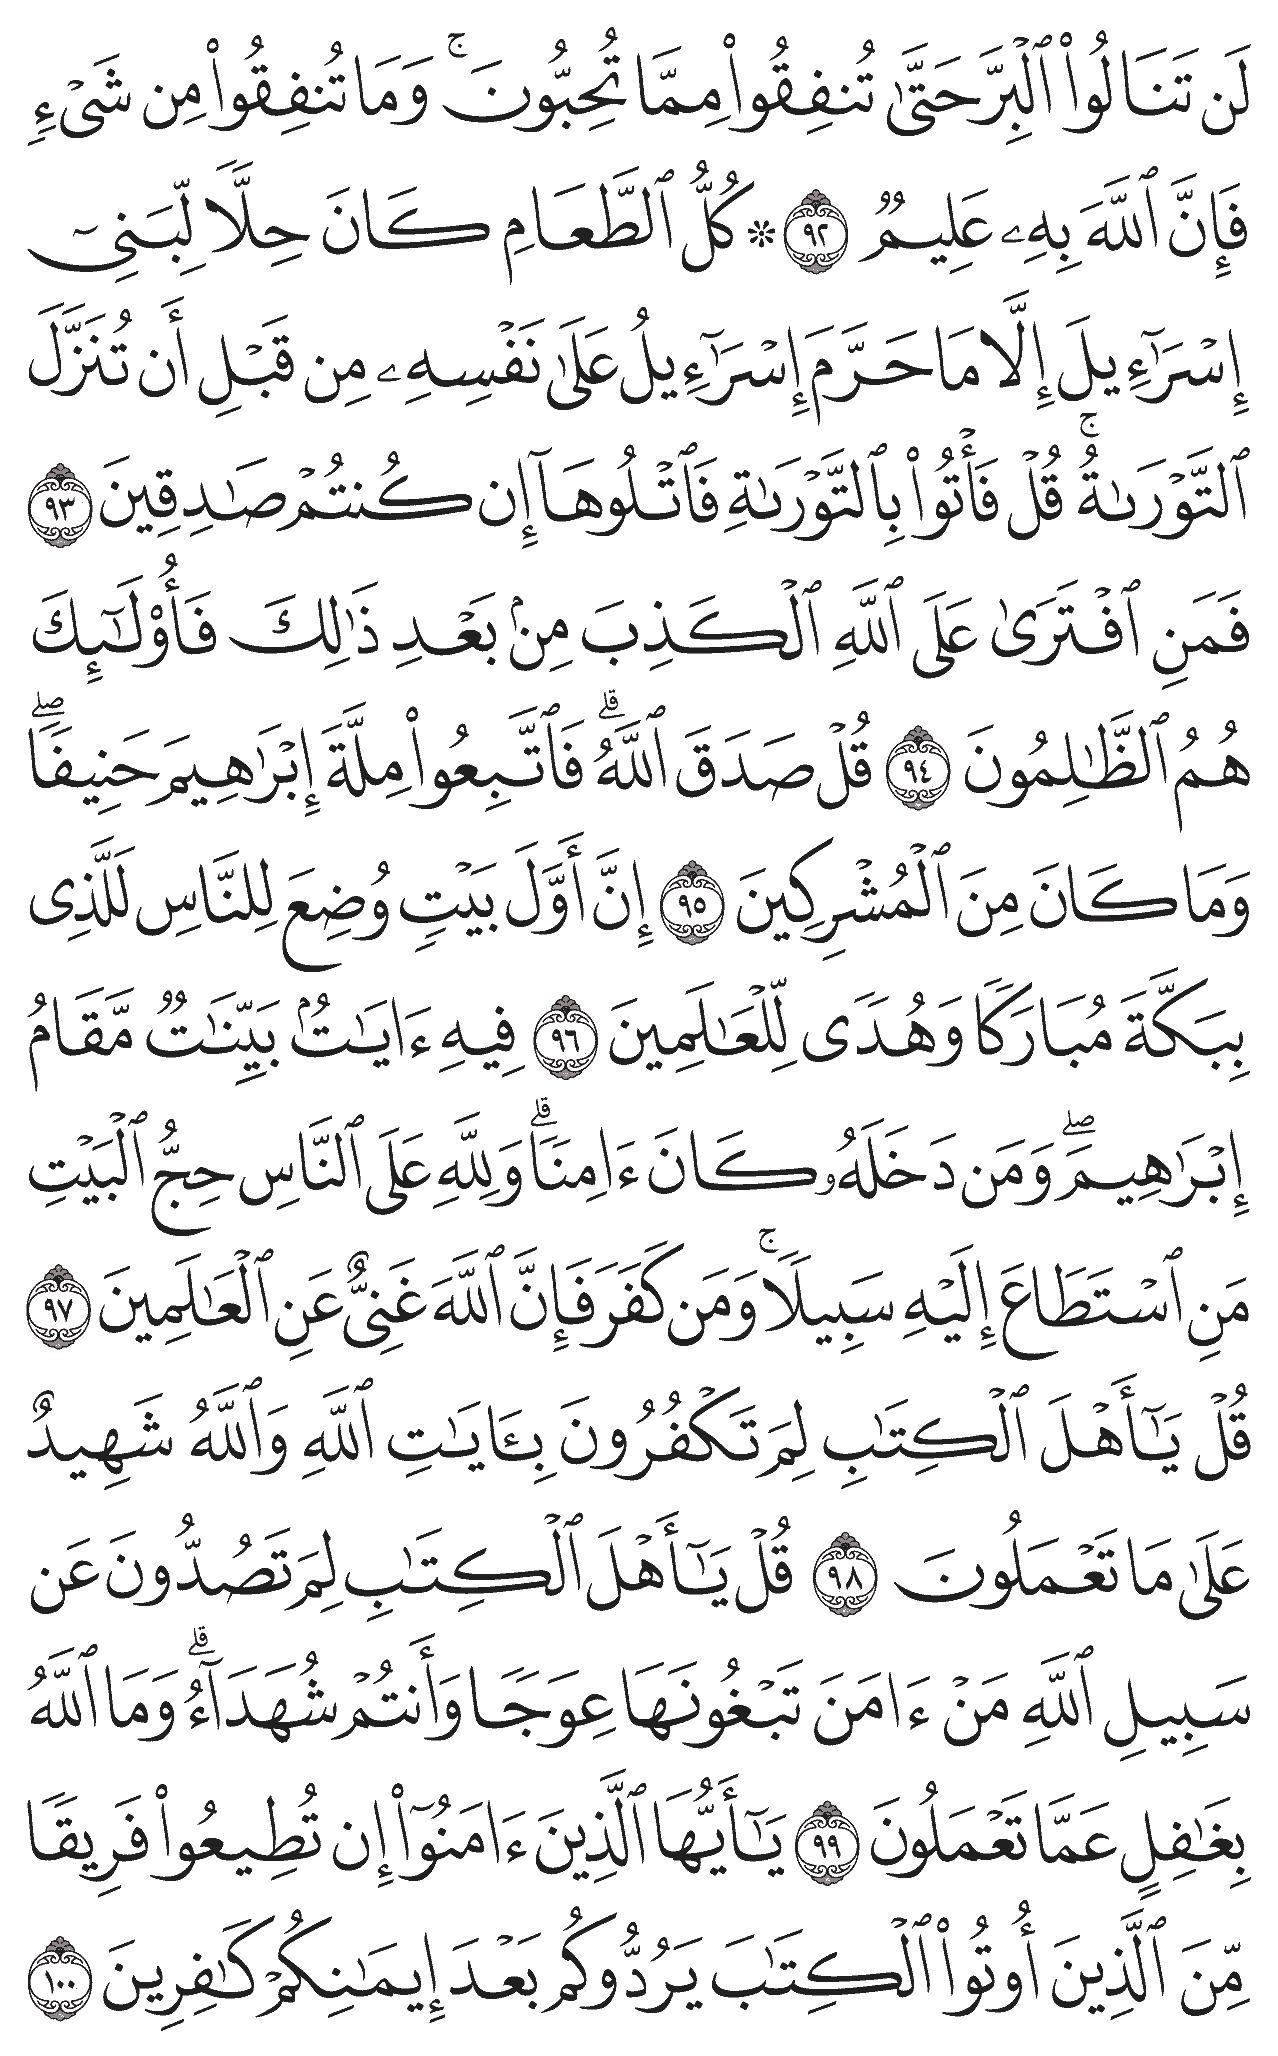 لَن تَنَالُوا۟ ٱلْبِرَّ حَتَّىٰ تُنفِقُوا۟ مِمَّا تُحِبُّونَ ۚ وَمَا تُنفِقُوا۟ مِن شَىْءٍ
فَإِنَّ ٱللَّهَ بِهِۦ عَلِيمٌ ﴿٩٢﴾ ۞ كُلُّ ٱلطَّعَامِ كَانَ حِلًّا لِّبَنِىٓ
إِسْرَٰٓءِيلَ إِلَّا مَا حَرَّمَ إِسْرَٰٓءِيلُ عَلَىٰ نَفْسِهِۦ مِن قَبْلِ أَن تُنَزَّلَ
ٱلتَّوْرَىٰةُ ۚ قُلْ فَأْتُوا۟ بِٱلتَّوْرَىٰةِ فَٱتْلُوهَآ إِن كُنتُمْ صَٰدِقِينَ ﴿٩٣﴾
فَمَنِ ٱفْتَرَىٰ عَلَى ٱللَّهِ ٱلْكَذِبَ مِنۢ بَعْدِ ذَٰلِكَ فَأُو۟لَٰٓئِكَ
هُمُ ٱلظَّٰلِمُونَ ﴿٩٤﴾ قُلْ صَدَقَ ٱللَّهُ ۗ فَٱتَّبِعُوا۟ مِلَّةَ إِبْرَٰهِيمَ حَنِيفًا ۖ
وَمَا كَانَ مِنَ ٱلْمُشْرِكِينَ ﴿٩٥﴾ إِنَّ أَوَّلَ بَيْتٍ وُضِعَ لِلنَّاسِ لَلَّذِى
بِبَكَّةَ مُبَارَكًا وَهُدًى لِّلْعَٰلَمِينَ ﴿٩٦﴾ فِيهِ ءَايَٰتٌۢ بَيِّنَٰتٌ مَّقَامُ
إِبْرَٰهِيمَ ۖ وَمَن دَخَلَهُۥ كَانَ ءَامِنًا ۗ وَلِلَّهِ عَلَى ٱلنَّاسِ حِجُّ ٱلْبَيْتِ
مَنِ ٱسْتَطَاعَ إِلَيْهِ سَبِيلًا ۚ وَمَن كَفَرَ فَإِنَّ ٱللَّهَ غَنِىٌّ عَنِ ٱلْعَٰلَمِينَ ﴿٩٧﴾
قُلْ يَٰٓأَهْلَ ٱلْكِتَٰبِ لِمَ تَكْفُرُونَ بِـَٔايَٰتِ ٱللَّهِ وَٱللَّهُ شَهِيدٌ
عَلَىٰ مَا تَعْمَلُونَ ﴿٩٨﴾ قُلْ يَٰٓأَهْلَ ٱلْكِتَٰبِ لِمَ تَصُدُّونَ عَن
سَبِيلِ ٱللَّهِ مَنْ ءَامَنَ تَبْغُونَهَا عِوَجًا وَأَنتُمْ شُهَدَآءُ ۗ وَمَا ٱللَّهُ
بِغَٰفِلٍ عَمَّا تَعْمَلُونَ ﴿٩٩﴾ يَٰٓأَيُّهَا ٱلَّذِينَ ءَامَنُوٓا۟ إِن تُطِيعُوا۟ فَرِيقًا
مِّنَ ٱلَّذِينَ أُوتُوا۟ ٱلْكِتَٰبَ يَرُدُّوكُم بَعْدَ إِيمَٰنِكُمْ كَٰفِرِينَ ﴿١٠٠﴾